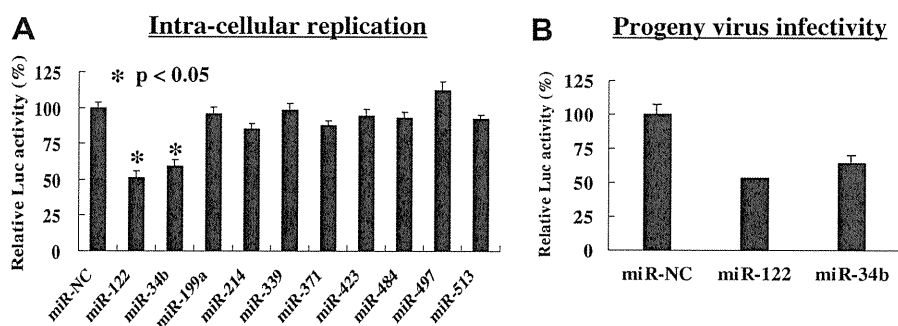 A
Intra-cellular replication
Relative Luc activity (%)
125
100
75
50
25
0
* p < 0.05
*
*
miR-NC
miR-122
miR-34b
miR-199a
miR-214
miR-339
miR-371
miR-423
miR-484
miR-497
miR-513
B
Progeny virus infectivity
Relative Luc activity (%)
125
100
75
50
25
0
miR-NC
miR-122
miR-34b